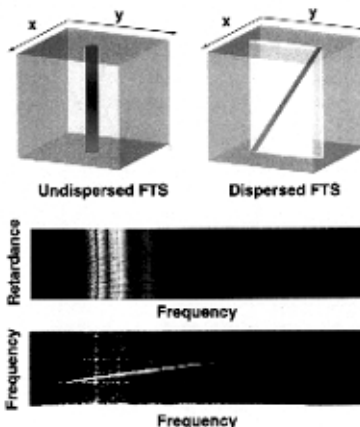 x y x y
Undispersed FTS Dispersed FTS
Retardance
Frequency
Frequency
Frequency